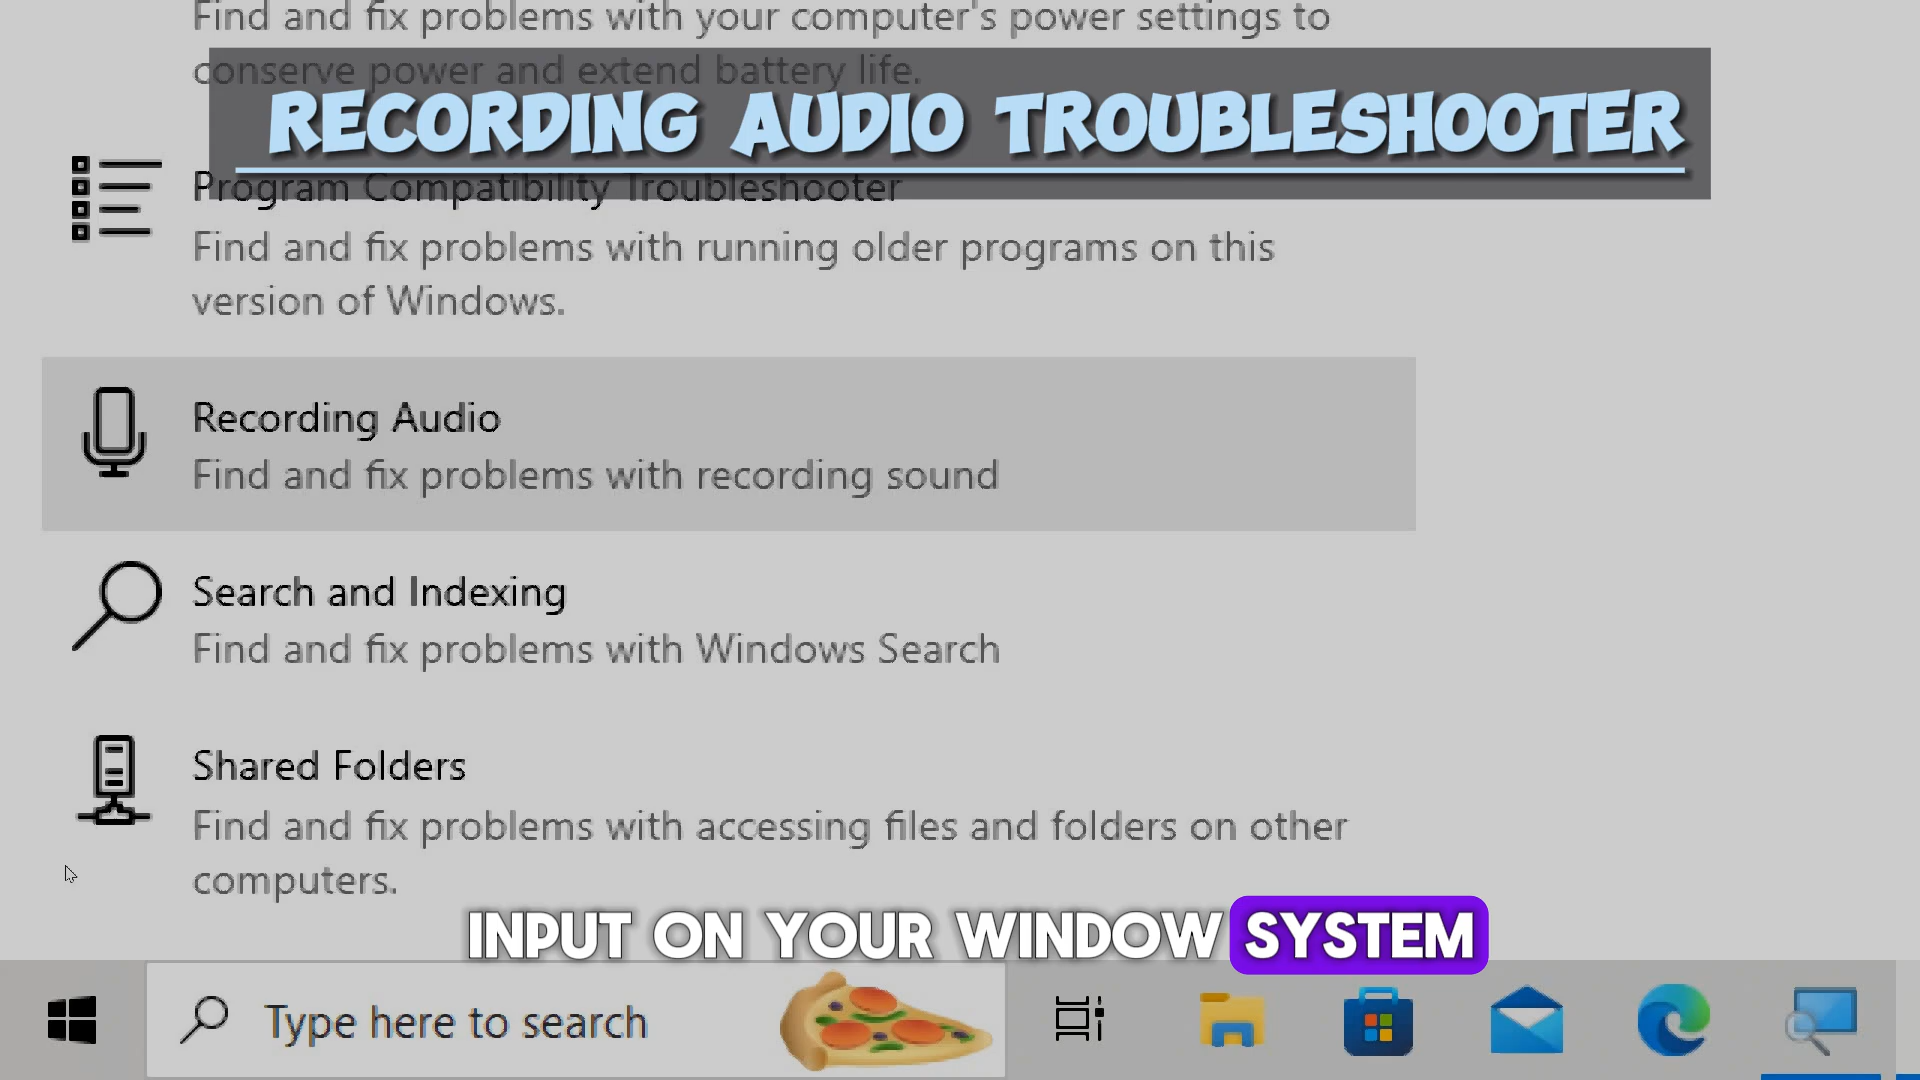 Find and fix problems with your computer's power settings to
conserve power and extend battery life.
RECORDING AUDIO TROUBLESHOOTER
Program Compatibility Troubleshooter
Find and fix problems with running older programs on this
version of Windows.
Recording Audio
Find and fix problems with recording sound
Search and Indexing
Find and fix problems with Windows Search
Shared Folders
Find and fix problems with accessing files and folders on other
computers.
INPUT ON YOUR WINDOW SYSTEM
Type here to search